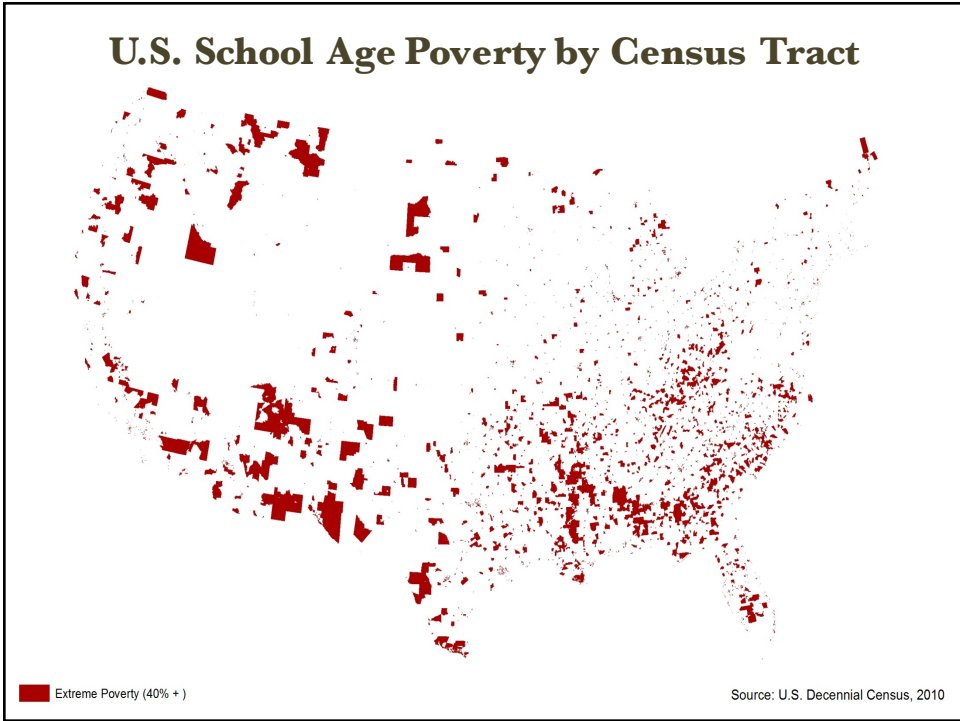 U.S. School Age Poverty by Census Tract
Extreme Poverty (40% + )
Source: U.S. Decennial Census, 2010